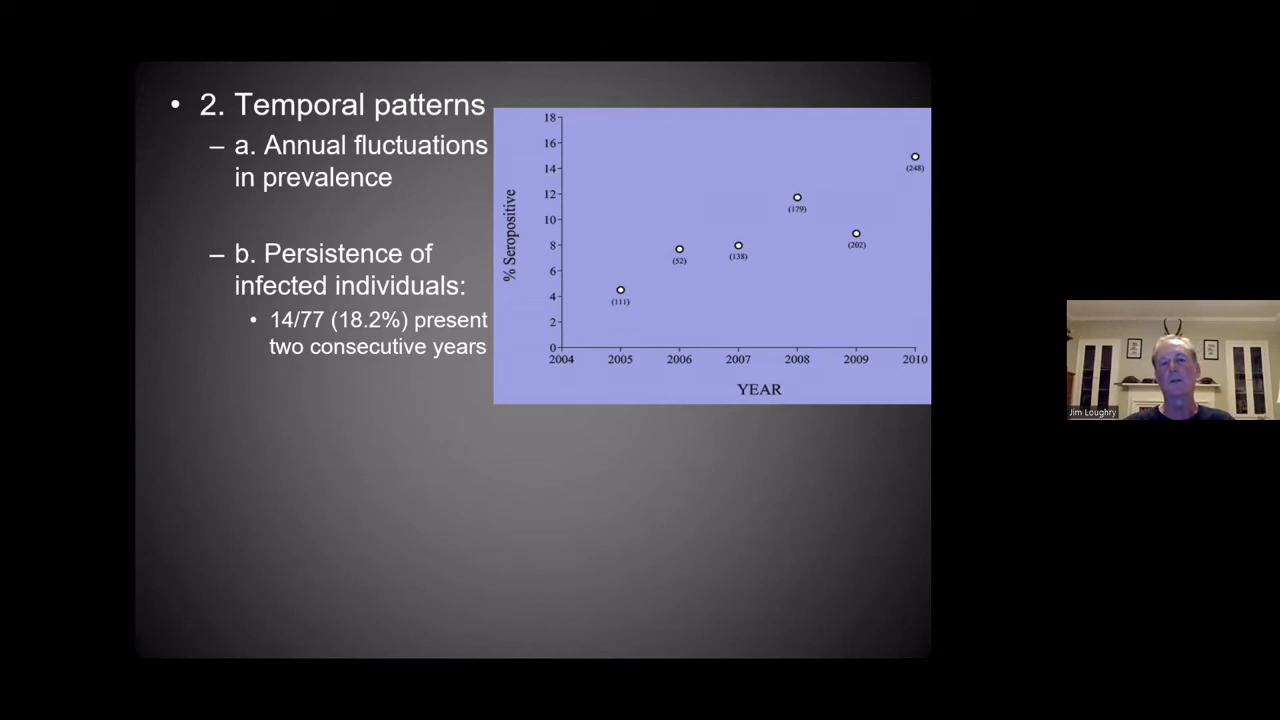 • 2. Temporal patterns
– a. Annual fluctuations
in prevalence
– b. Persistence of
infected individuals:
• 14/77 (18.2%) present
two consecutive years
% Seropositive
18
16
14
12
10
8
6
4
2
0
(111)
(52)
(138)
(179)
(202)
(248)
2004 2005 2006 2007 2008 2009 2010
YEAR
Jim Loughry